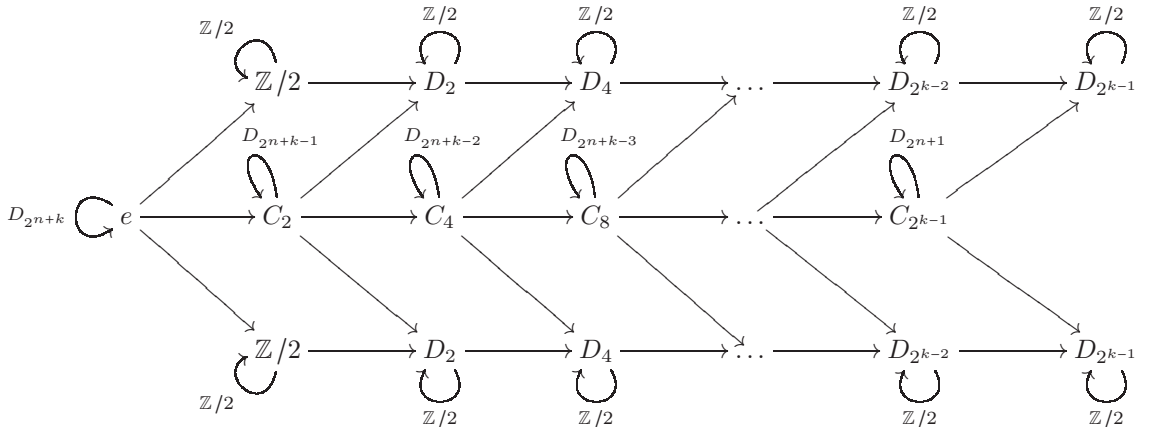 ℤ/2 ℤ/2 ℤ/2 ℤ/2 ℤ/2
ℤ/2 D_2 D_4 … D_{2^{k-2}} D_{2^{k-1}}
D_{2^{n+k-1}} D_{2^{n+k-2}} D_{2^{n+k-3}} D_{2^{n+1}}
D_{2^{n+k}} e C_2 C_4 C_8 … C_{2^{k-1}}
ℤ/2 D_2 D_4 … D_{2^{k-2}} D_{2^{k-1}}
ℤ/2 ℤ/2 ℤ/2 ℤ/2 ℤ/2